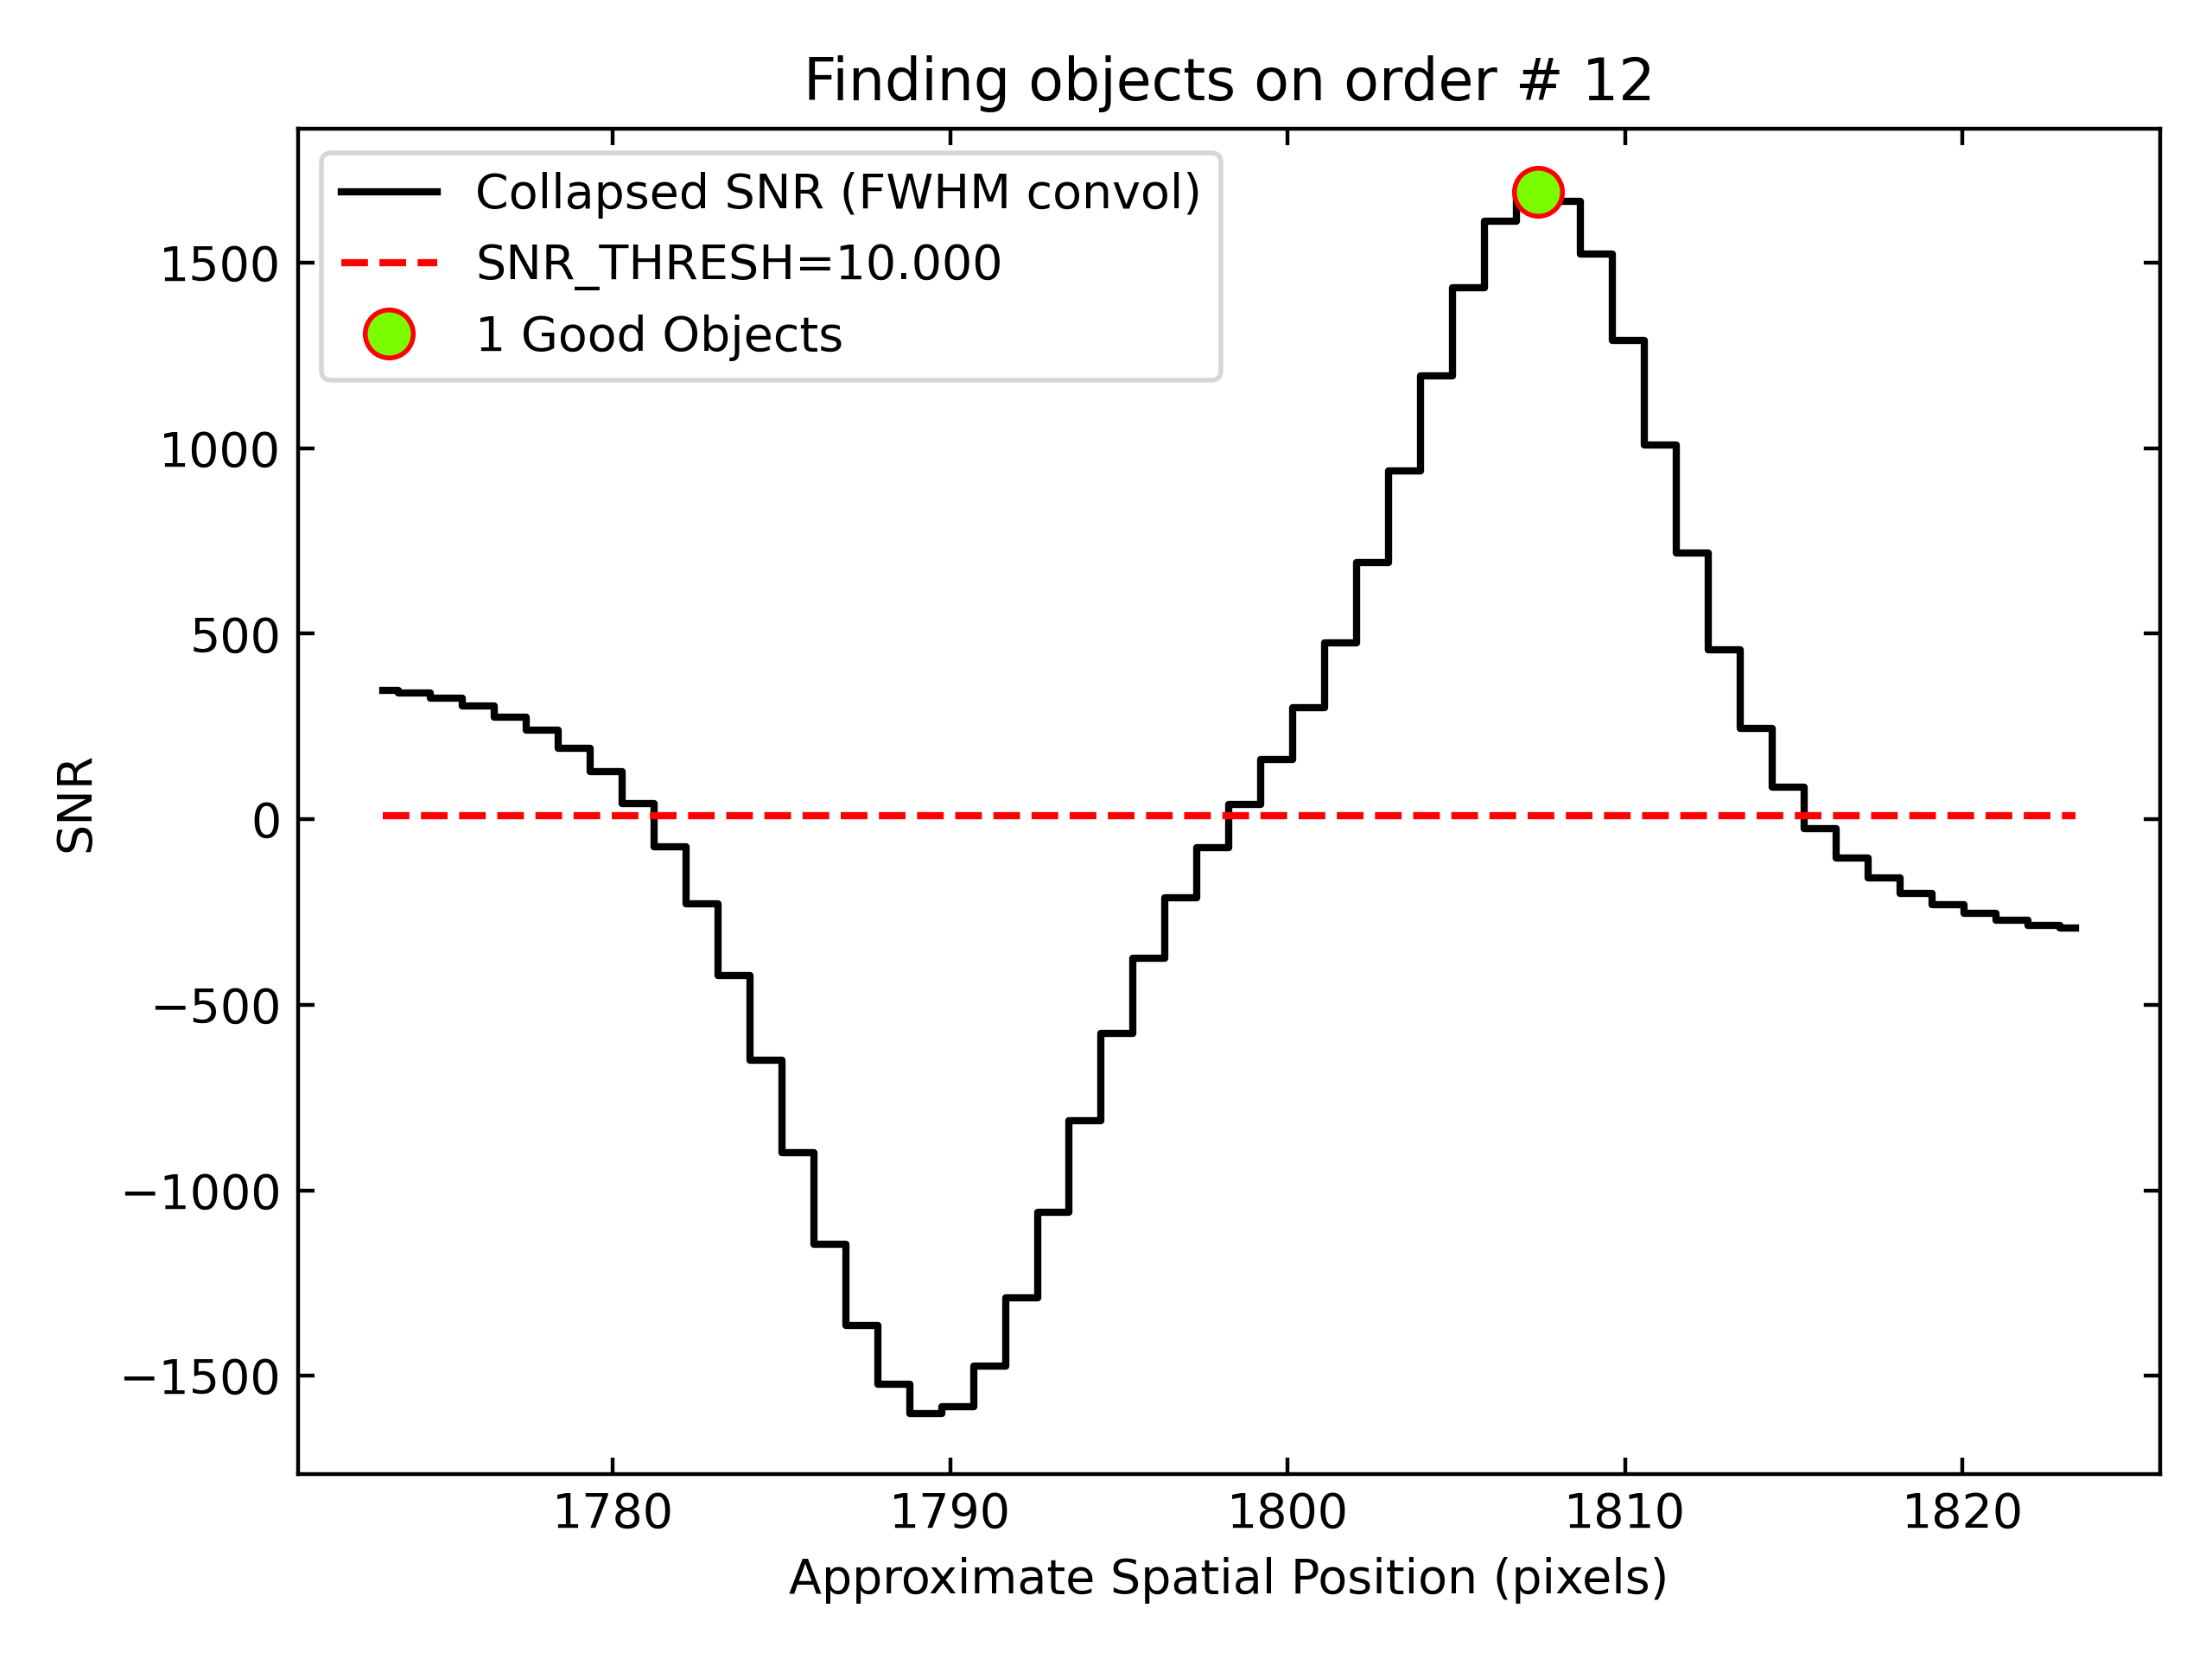 Finding objects on order # 12
Collapsed SNR (FWHM convol)
SNR_THRESH=10.000
1 Good Objects
1500
1000
500
0
−500
−1000
−1500
SNR
1780 1790 1800 1810 1820
Approximate Spatial Position (pixels)